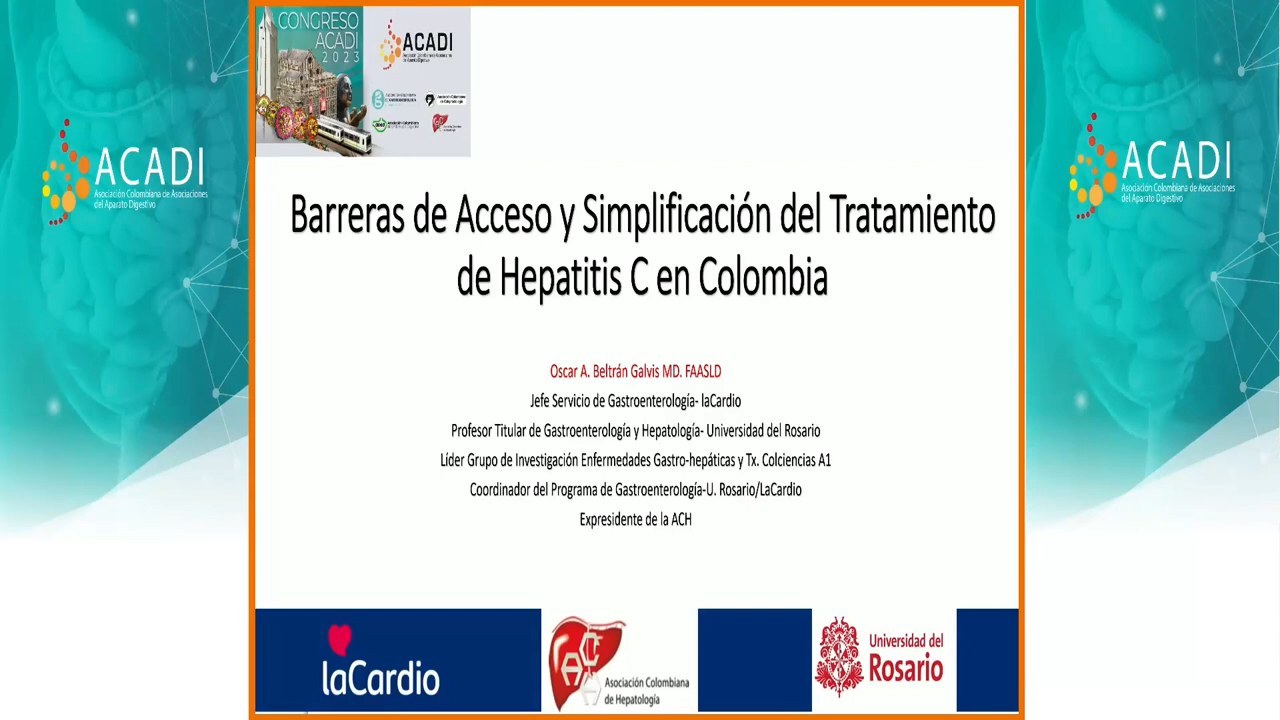 CONGRESO
ACADI
2023
ACADI
ACADI
Asociación Colombiana de Asociaciones
del Aparato Digestivo
ACADI
Asociación Colombiana de Asociaciones
del Aparato Digestivo
Barreras de Acceso y Simplificación del Tratamiento
de Hepatitis C en Colombia
Oscar A. Beltrán Galvis MD. FAASLD
Jefe Servicio de Gastroenterología- laCardio
Profesor Titular de Gastroenterología y Hepatología- Universidad del Rosario
Líder Grupo de Investigación Enfermedades Gastro-hepáticas y Tx. Colciencias A1
Coordinador del Programa de Gastroenterología-U. Rosario/LaCardio
Expresidente de la ACH
laCardio
Asociación Colombiana
de Hepatología
Universidad del
Rosario